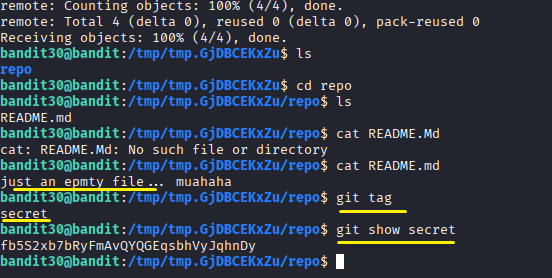 remote: Counting objects: 100% (4/4), done.
remote: Total 4 (delta 0), reused 0 (delta 0), pack-reused 0
Receiving objects: 100% (4/4), done.
bandit30@bandit:/tmp/tmp.GjDBCEKxZu$ ls
repo
bandit30@bandit:/tmp/tmp.GjDBCEKxZu$ cd repo
bandit30@bandit:/tmp/tmp.GjDBCEKxZu/repo$ ls
README.md
bandit30@bandit:/tmp/tmp.GjDBCEKxZu/repo$ cat README.Md
cat: README.Md: No such file or directory
bandit30@bandit:/tmp/tmp.GjDBCEKxZu/repo$ cat README.md
just an epmty file... muahaha
bandit30@bandit:/tmp/tmp.GjDBCEKxZu/repo$ git tag
secret
bandit30@bandit:/tmp/tmp.GjDBCEKxZu/repo$ git show secret
fb5S2xb7bRyFmAvQYQGEqsbhVyJqhnDy
bandit30@bandit:/tmp/tmp.GjDBCEKxZu/repo$